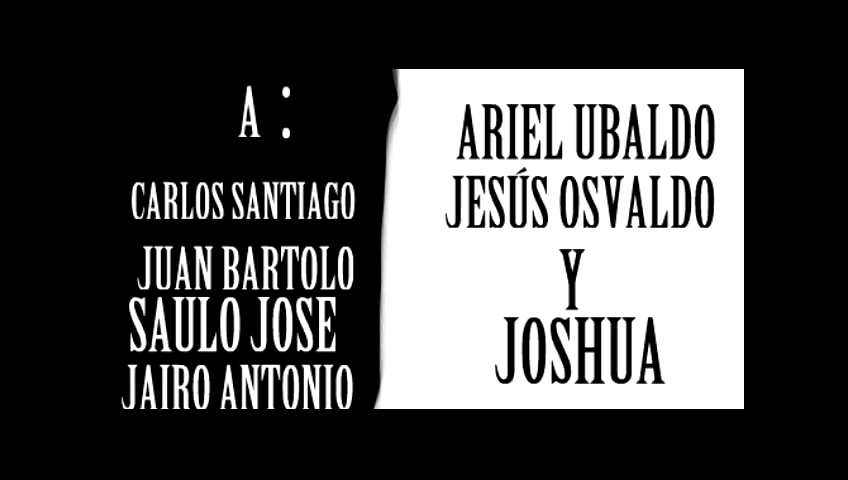 A :
CARLOS SANTIAGO
JUAN BARTOLO
SAULO JOSE
JAIRO ANTONIO
ARIEL UBALDO
JESÚS OSVALDO
Y
JOSHUA